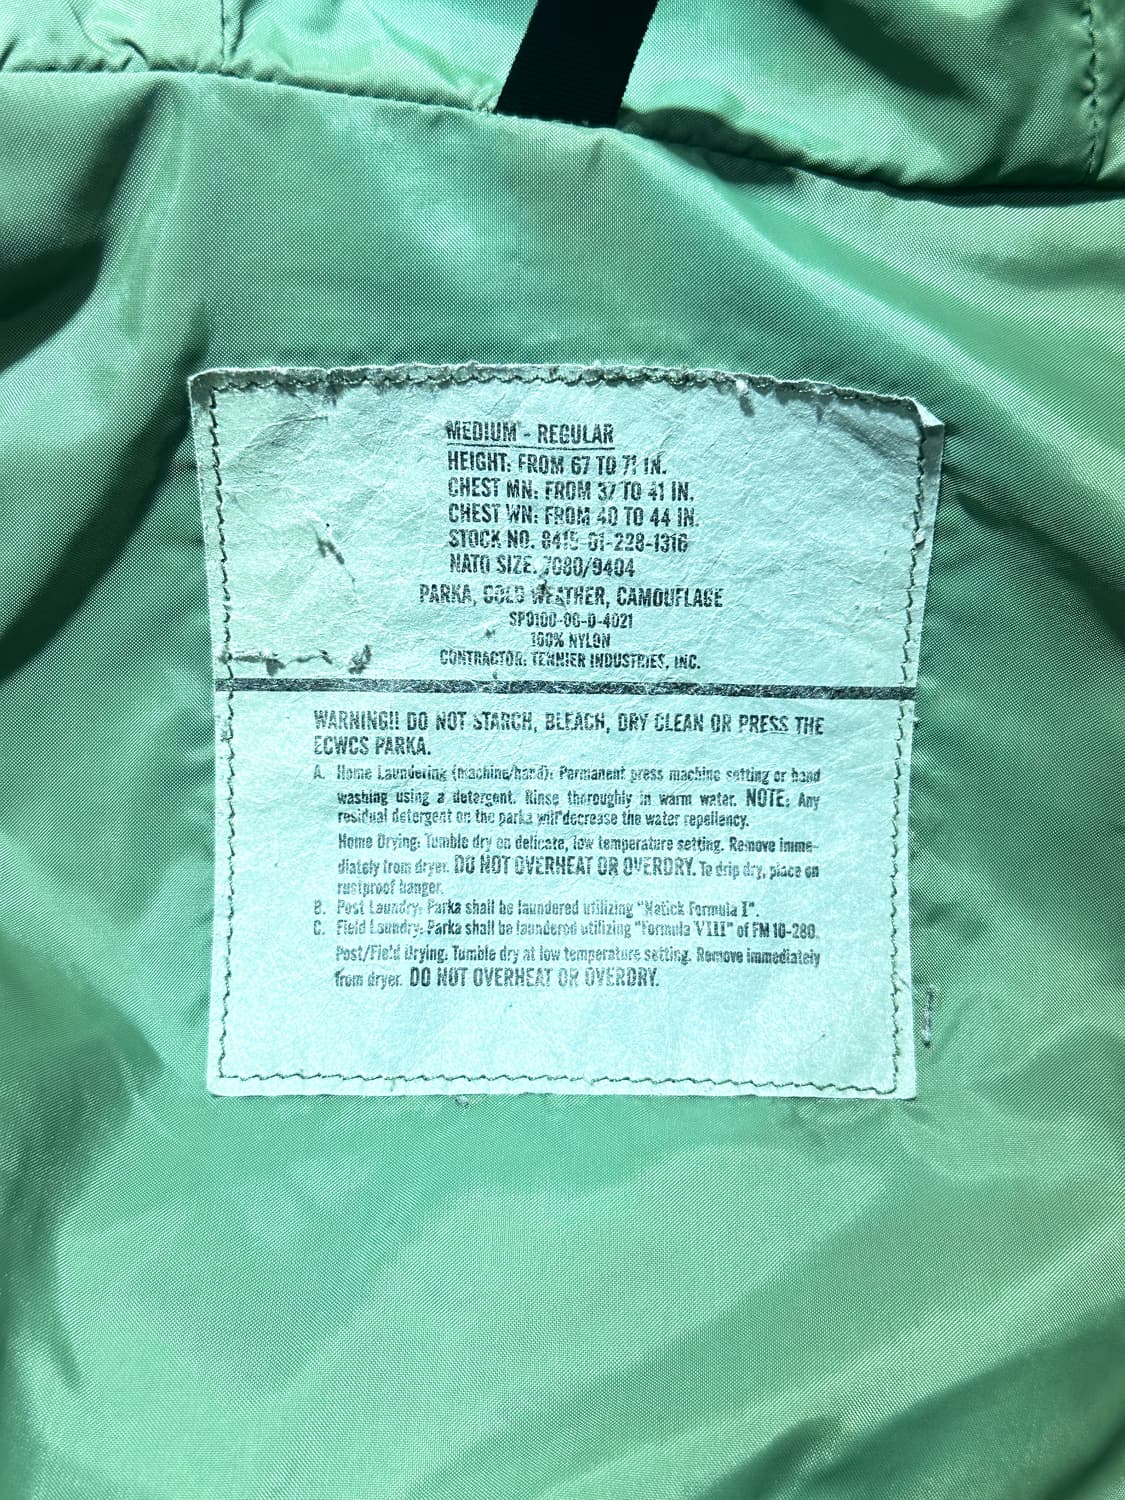 MEDIUM - REGULAR
HEIGHT: FROM 67 TO 71 IN.
CHEST MN: FROM 37 TO 41 IN.
CHEST WN: FROM 40 TO 44 IN.
STOCK NO. 8415-01-228-1316
NATO SIZE. 7080/9404
PARKA, COLD WEATHER, CAMOUFLAGE
SPO100-00-D-4021
100% NYLON
CONTRACTOR: TENNIER INDUSTRIES, INC.
WARNING!! DO NOT STARCH, BLEACH, DRY CLEAN OR PRESS THE
ECWCS PARKA.
A. Home Laundering (machine/hand): Permanent press machine setting or hand
washing using a detergent. Rinse thoroughly in warm water. NOTE: Any
residual detergent on the parka will decrease the water repellency.
Home Drying: Tumble dry on delicate, low temperature setting. Remove imme-
diately from dryer. DO NOT OVERHEAT OR OVERDRY. To drip dry, place on
rustproof hanger.
B. Post Laundry: Parka shall be laundered utilizing "Natick Formula I".
C. Field Laundry: Parka shall be laundered utilizing "Formula VIII" of FM 10-280.
Post/Field Drying: Tumble dry at low temperature setting. Remove immediately
from dryer. DO NOT OVERHEAT OR OVERDRY.